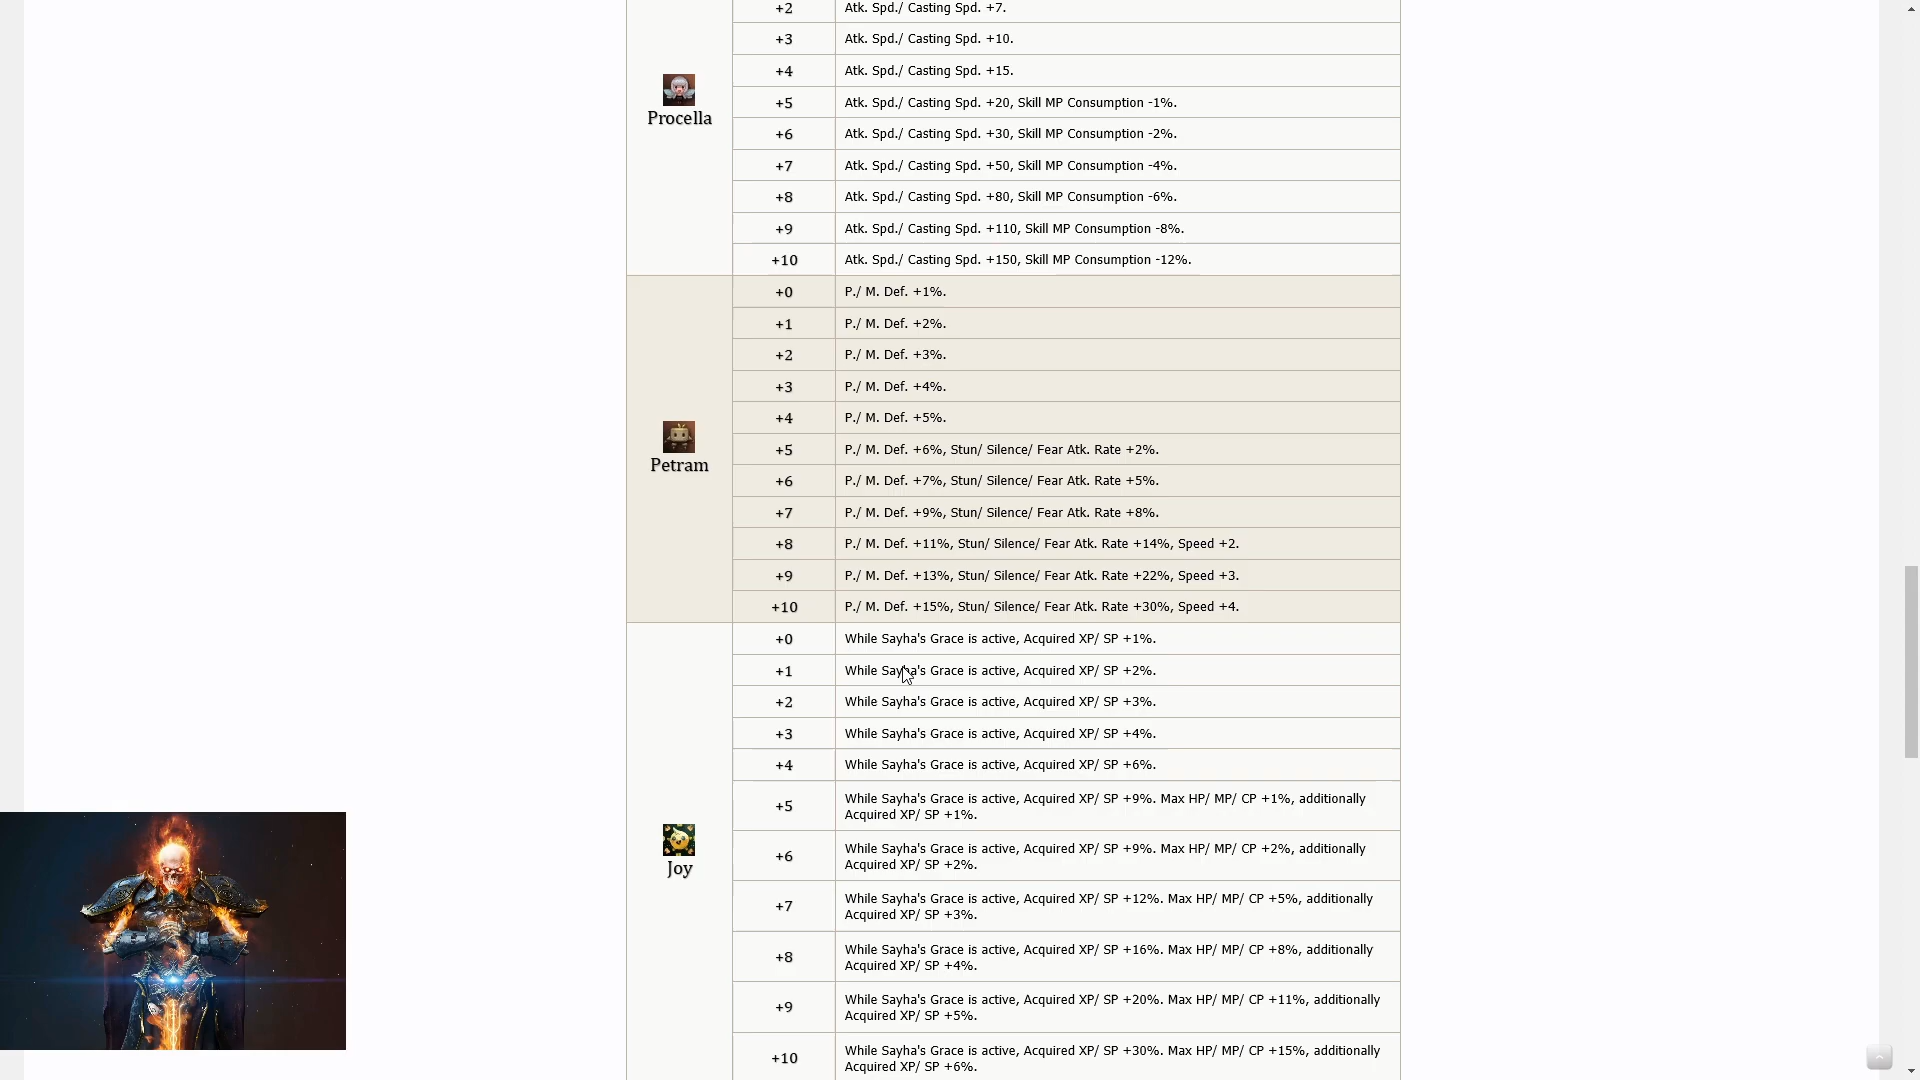 +2 Atk. Spd./ Casting Spd. +7.
+3 Atk. Spd./ Casting Spd. +10.
+4 Atk. Spd./ Casting Spd. +15.
+5 Atk. Spd./ Casting Spd. +20, Skill MP Consumption -1%.
Procella
+6 Atk. Spd./ Casting Spd. +30, Skill MP Consumption -2%.
+7 Atk. Spd./ Casting Spd. +50, Skill MP Consumption -4%.
+8 Atk. Spd./ Casting Spd. +80, Skill MP Consumption -6%.
+9 Atk. Spd./ Casting Spd. +110, Skill MP Consumption -8%.
+10 Atk. Spd./ Casting Spd. +150, Skill MP Consumption -12%.
+0 P./ M. Def. +1%.
+1 P./ M. Def. +2%.
+2 P./ M. Def. +3%.
+3 P./ M. Def. +4%.
+4 P./ M. Def. +5%.
+5 P./ M. Def. +6%, Stun/ Silence/ Fear Atk. Rate +2%.
Petram
+6 P./ M. Def. +7%, Stun/ Silence/ Fear Atk. Rate +5%.
+7 P./ M. Def. +9%, Stun/ Silence/ Fear Atk. Rate +8%.
+8 P./ M. Def. +11%, Stun/ Silence/ Fear Atk. Rate +14%, Speed +2.
+9 P./ M. Def. +13%, Stun/ Silence/ Fear Atk. Rate +22%, Speed +3.
+10 P./ M. Def. +15%, Stun/ Silence/ Fear Atk. Rate +30%, Speed +4.
+0 While Sayha's Grace is active, Acquired XP/ SP +1%.
+1 While Sayha's Grace is active, Acquired XP/ SP +2%.
+2 While Sayha's Grace is active, Acquired XP/ SP +3%.
+3 While Sayha's Grace is active, Acquired XP/ SP +4%.
+4 While Sayha's Grace is active, Acquired XP/ SP +6%.
+5 While Sayha's Grace is active, Acquired XP/ SP +9%. Max HP/ MP/ CP +1%, additionally
Acquired XP/ SP +1%.
+6 While Sayha's Grace is active, Acquired XP/ SP +9%. Max HP/ MP/ CP +2%, additionally
Acquired XP/ SP +2%.
Joy
+7 While Sayha's Grace is active, Acquired XP/ SP +12%. Max HP/ MP/ CP +5%, additionally
Acquired XP/ SP +3%.
+8 While Sayha's Grace is active, Acquired XP/ SP +16%. Max HP/ MP/ CP +8%, additionally
Acquired XP/ SP +4%.
+9 While Sayha's Grace is active, Acquired XP/ SP +20%. Max HP/ MP/ CP +11%, additionally
Acquired XP/ SP +5%.
+10 While Sayha's Grace is active, Acquired XP/ SP +30%. Max HP/ MP/ CP +15%, additionally
Acquired XP/ SP +6%.